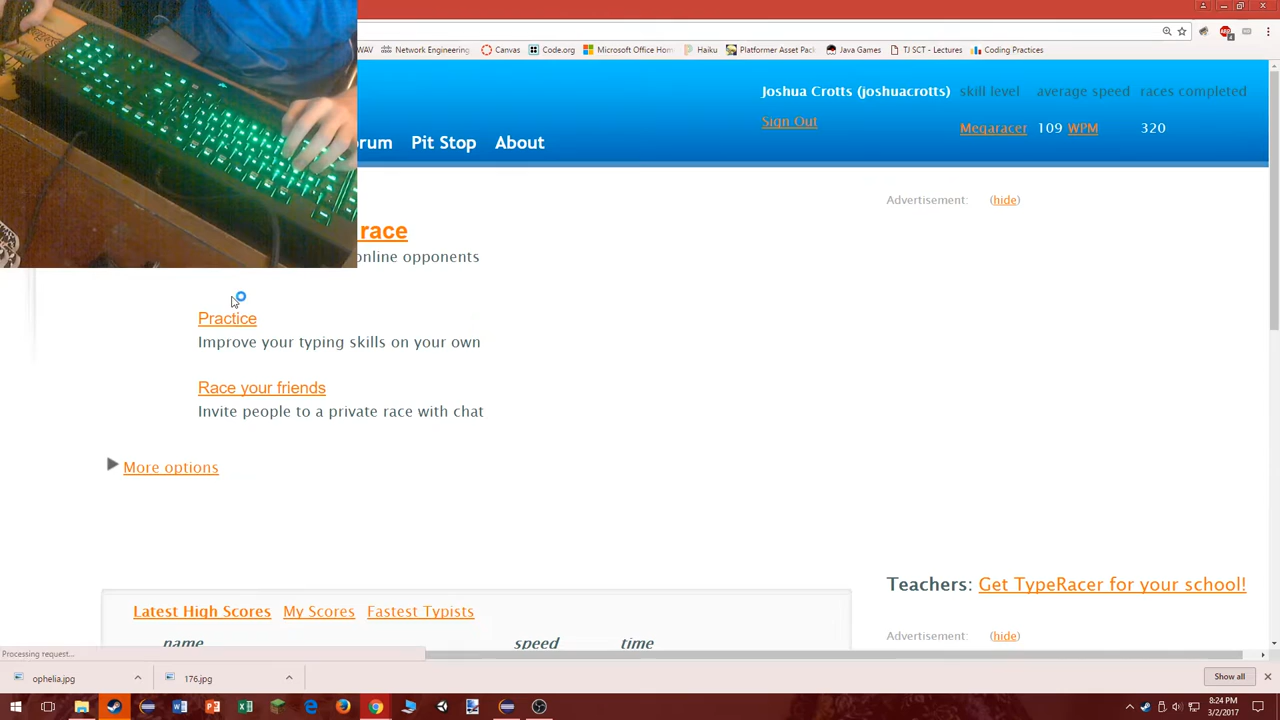 WAV Network Engineering Canvas Code.org Microsoft Office Hom Haiku Platformer Asset Pack Java Games TJ SCT - Lectures Coding Practices
Joshua Crotts (joshuacrotts) skill level average speed races completed
Sign Out Megaracer 109 WPM 320
orum Pit Stop About
Advertisement: (hide)
race
online opponents
Practice
Improve your typing skills on your own
Race your friends
Invite people to a private race with chat
More options
Teachers: Get TypeRacer for your school!
Latest High Scores My Scores Fastest Typists
Advertisement: (hide)
name speed time
Processing request...
ophelia.jpg 176.jpg Show all
8:24 PM
3/2/2017